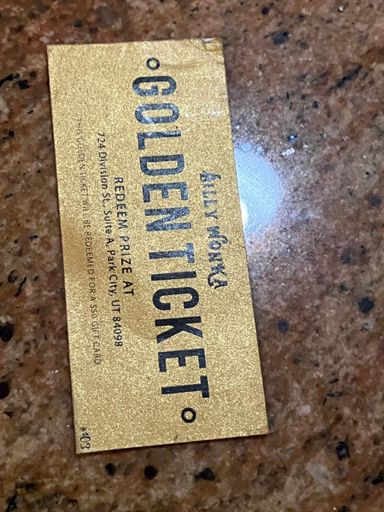 WONKA
GOLDEN TICKET
REDEEM PRIZE AT
724 Division St., Suite A, Park City, UT 84098
THIS GOLDEN TICKET WILL BE REDEEMED FOR A $50 GIFT CARD